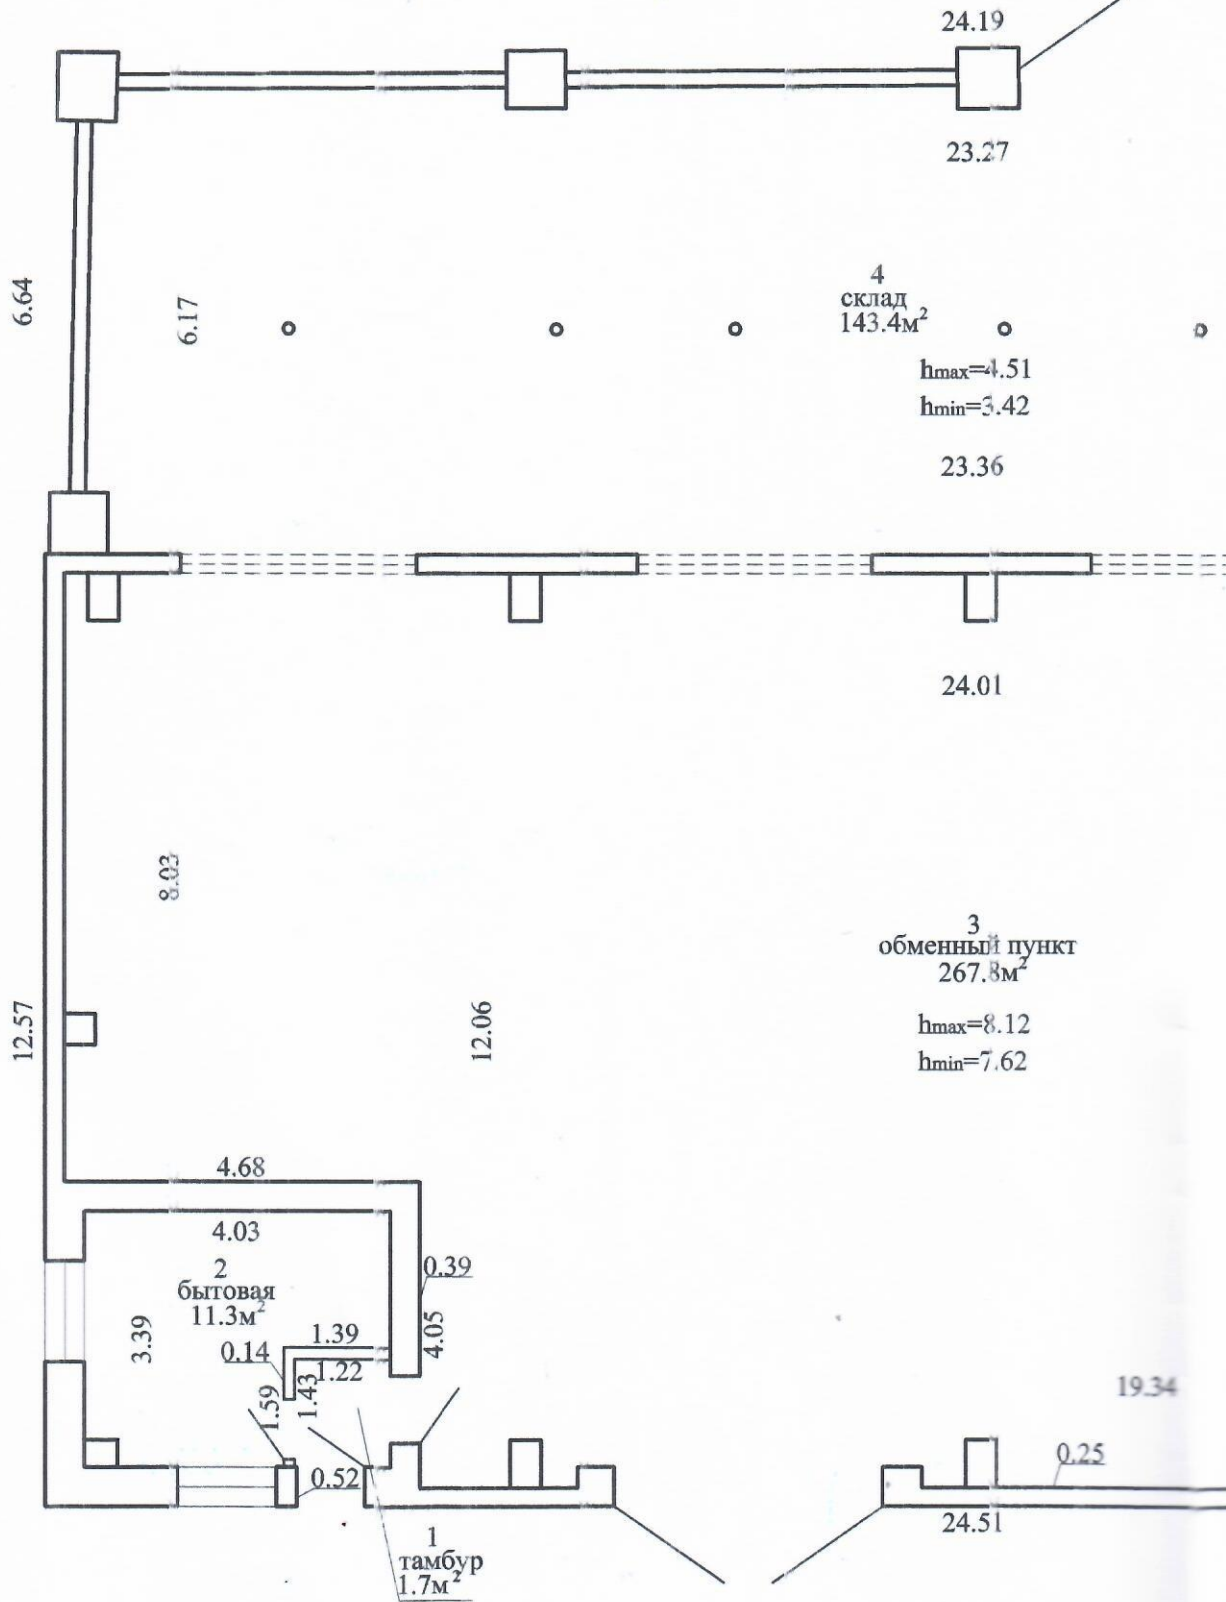 24.19
23.27
6.64
6.17
4
склад
143.4м²
hmax=4.51
hmin=3.42
23.36
24.01
8.03
3
обменный пункт
267.8м²
hmax=8.12
hmin=7.62
12.57
12.06
4.68
4.03
2
бытовая
11.3м²
0.39
3.39
4.05
1.39
0.14
1.22
1.43
1.59
19.34
0.52
0.25
24.51
1
тамбур
1.7м²